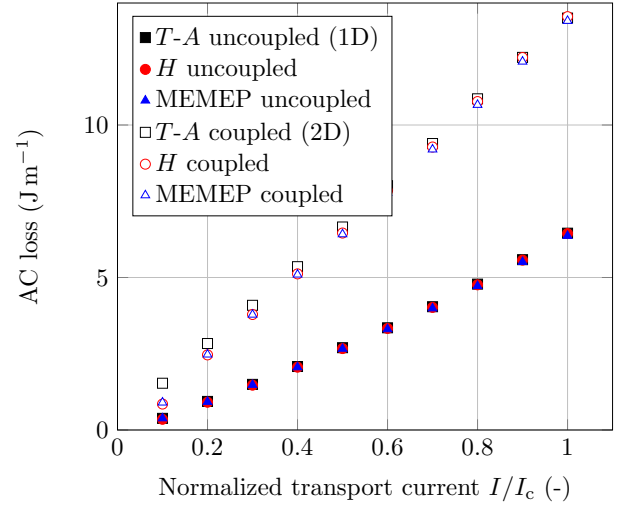 T-A uncoupled (1D)
H uncoupled
MEMEP uncoupled
T-A coupled (2D)
H coupled
MEMEP coupled
10
5
0
0 0.2 0.4 0.6 0.8 1
AC loss (J m⁻¹)
Normalized transport current I/I_c (-)